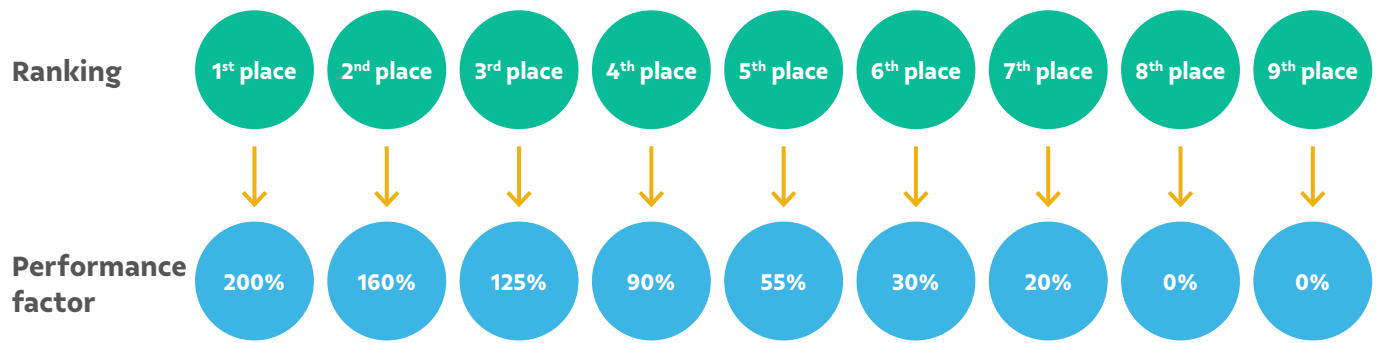 Ranking 1st place 2nd place 3rd place 4th place 5th place 6th place 7th place 8th place 9th place
Performance factor 200% 160% 125% 90% 55% 30% 20% 0% 0%